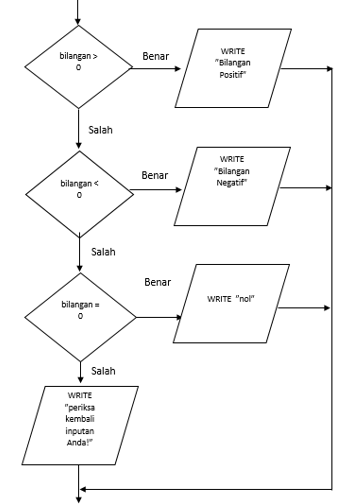 bilangan >
0
Benar
WRITE
"Bilangan
Positif"
Salah
bilangan <
0
Benar
WRITE
"Bilangan
Negatif"
Salah
bilangan =
0
Benar
WRITE "nol"
Salah
WRITE
"periksa
kembali
inputan
Anda!"